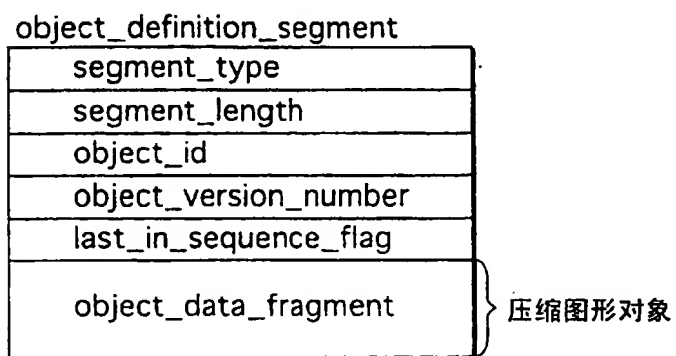 object_definition_segment
segment_type
segment_length
object_id
object_version_number
last_in_sequence_flag
object_data_fragment
压缩图形对象